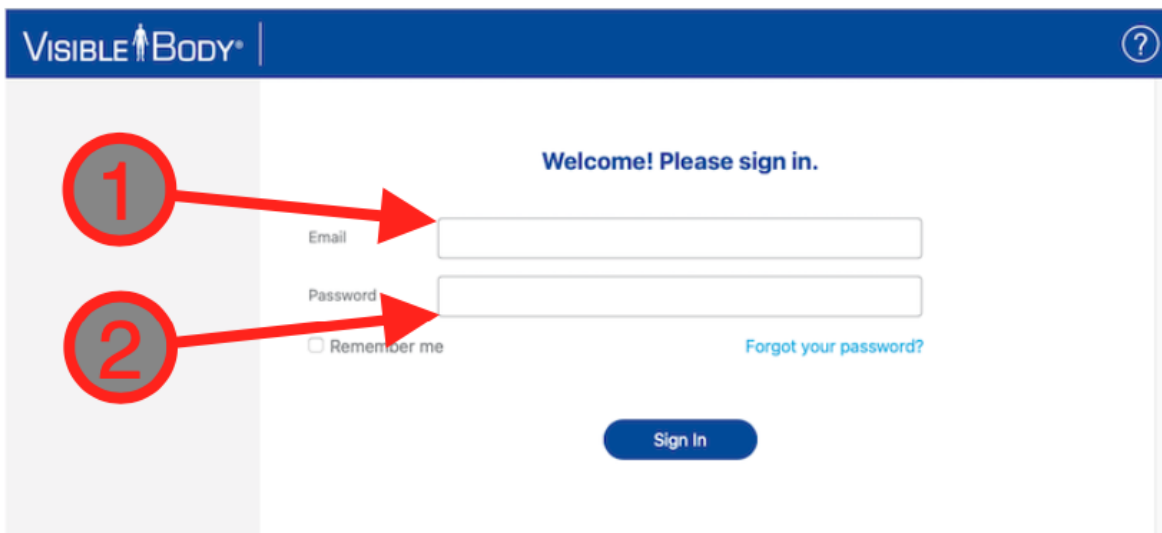 VISIBLE BODY®
?
Welcome! Please sign in.
1
Email
Password
2
Remember me
Forgot your password?
Sign In